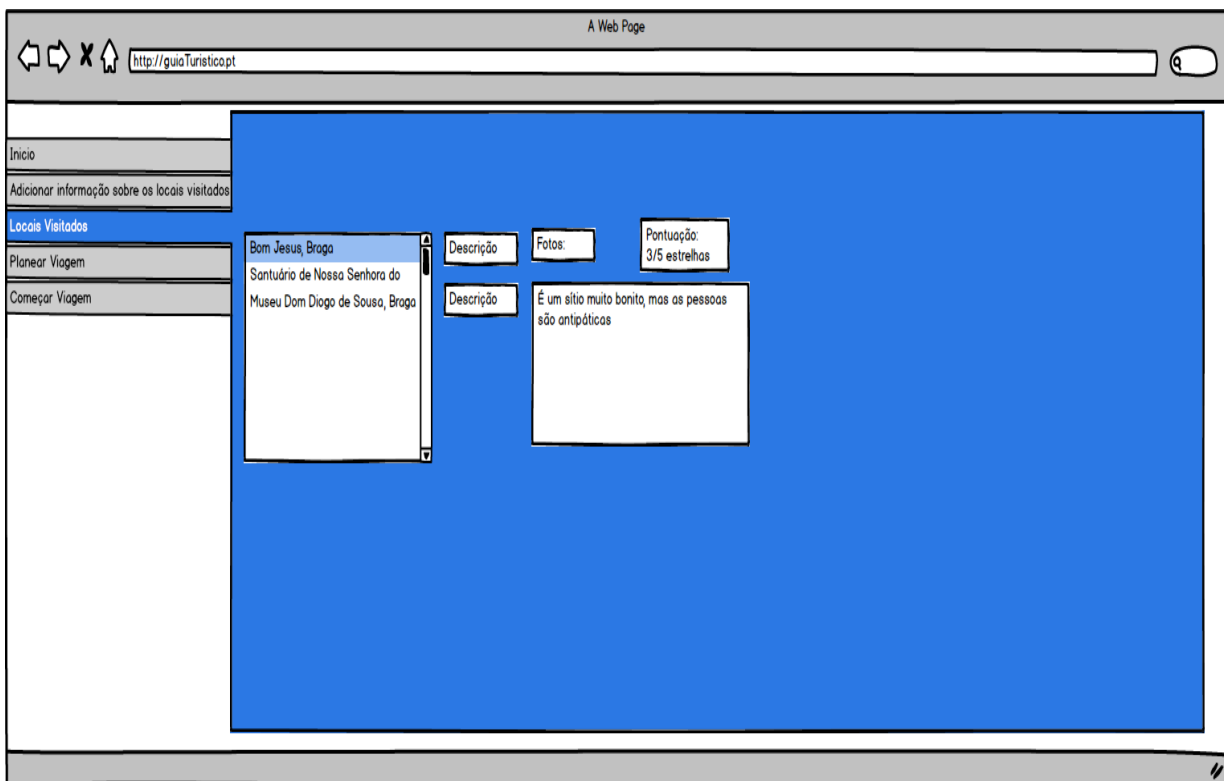 A Web Page
http://guiaTuristico.pt
Inicio
Adicionar informação sobre os locais visitados
Locais Visitados
Planear Viagem
Começar Viagem
Bom Jesus, Braga
Santuário de Nossa Senhora do
Museu Dom Diogo de Sousa, Braga
Descrição
Fotos:
Pontuação:
3/5 estrelhas
Descrição
É um sítio muito bonito, mas as pessoas
são antipáticas